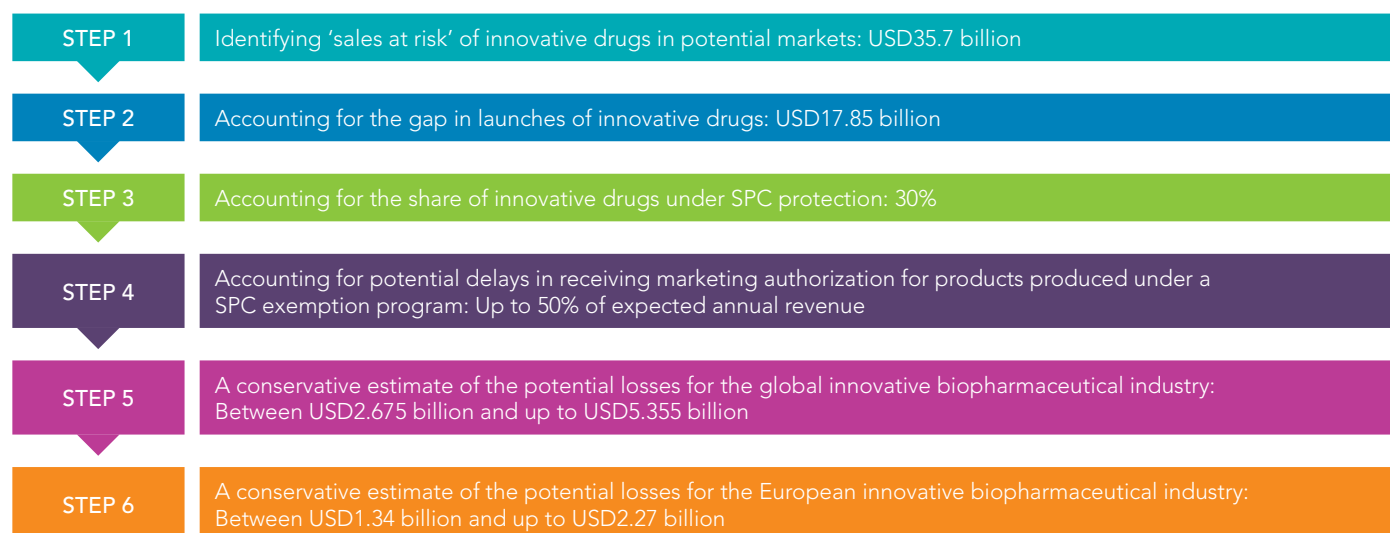 STEP 1
Identifying ‘sales at risk’ of innovative drugs in potential markets: USD35.7 billion
STEP 2
Accounting for the gap in launches of innovative drugs: USD17.85 billion
STEP 3
Accounting for the share of innovative drugs under SPC protection: 30%
STEP 4
Accounting for potential delays in receiving marketing authorization for products produced under a
SPC exemption program: Up to 50% of expected annual revenue
STEP 5
A conservative estimate of the potential losses for the global innovative biopharmaceutical industry:
Between USD2.675 billion and up to USD5.355 billion
STEP 6
A conservative estimate of the potential losses for the European innovative biopharmaceutical industry:
Between USD1.34 billion and up to USD2.27 billion